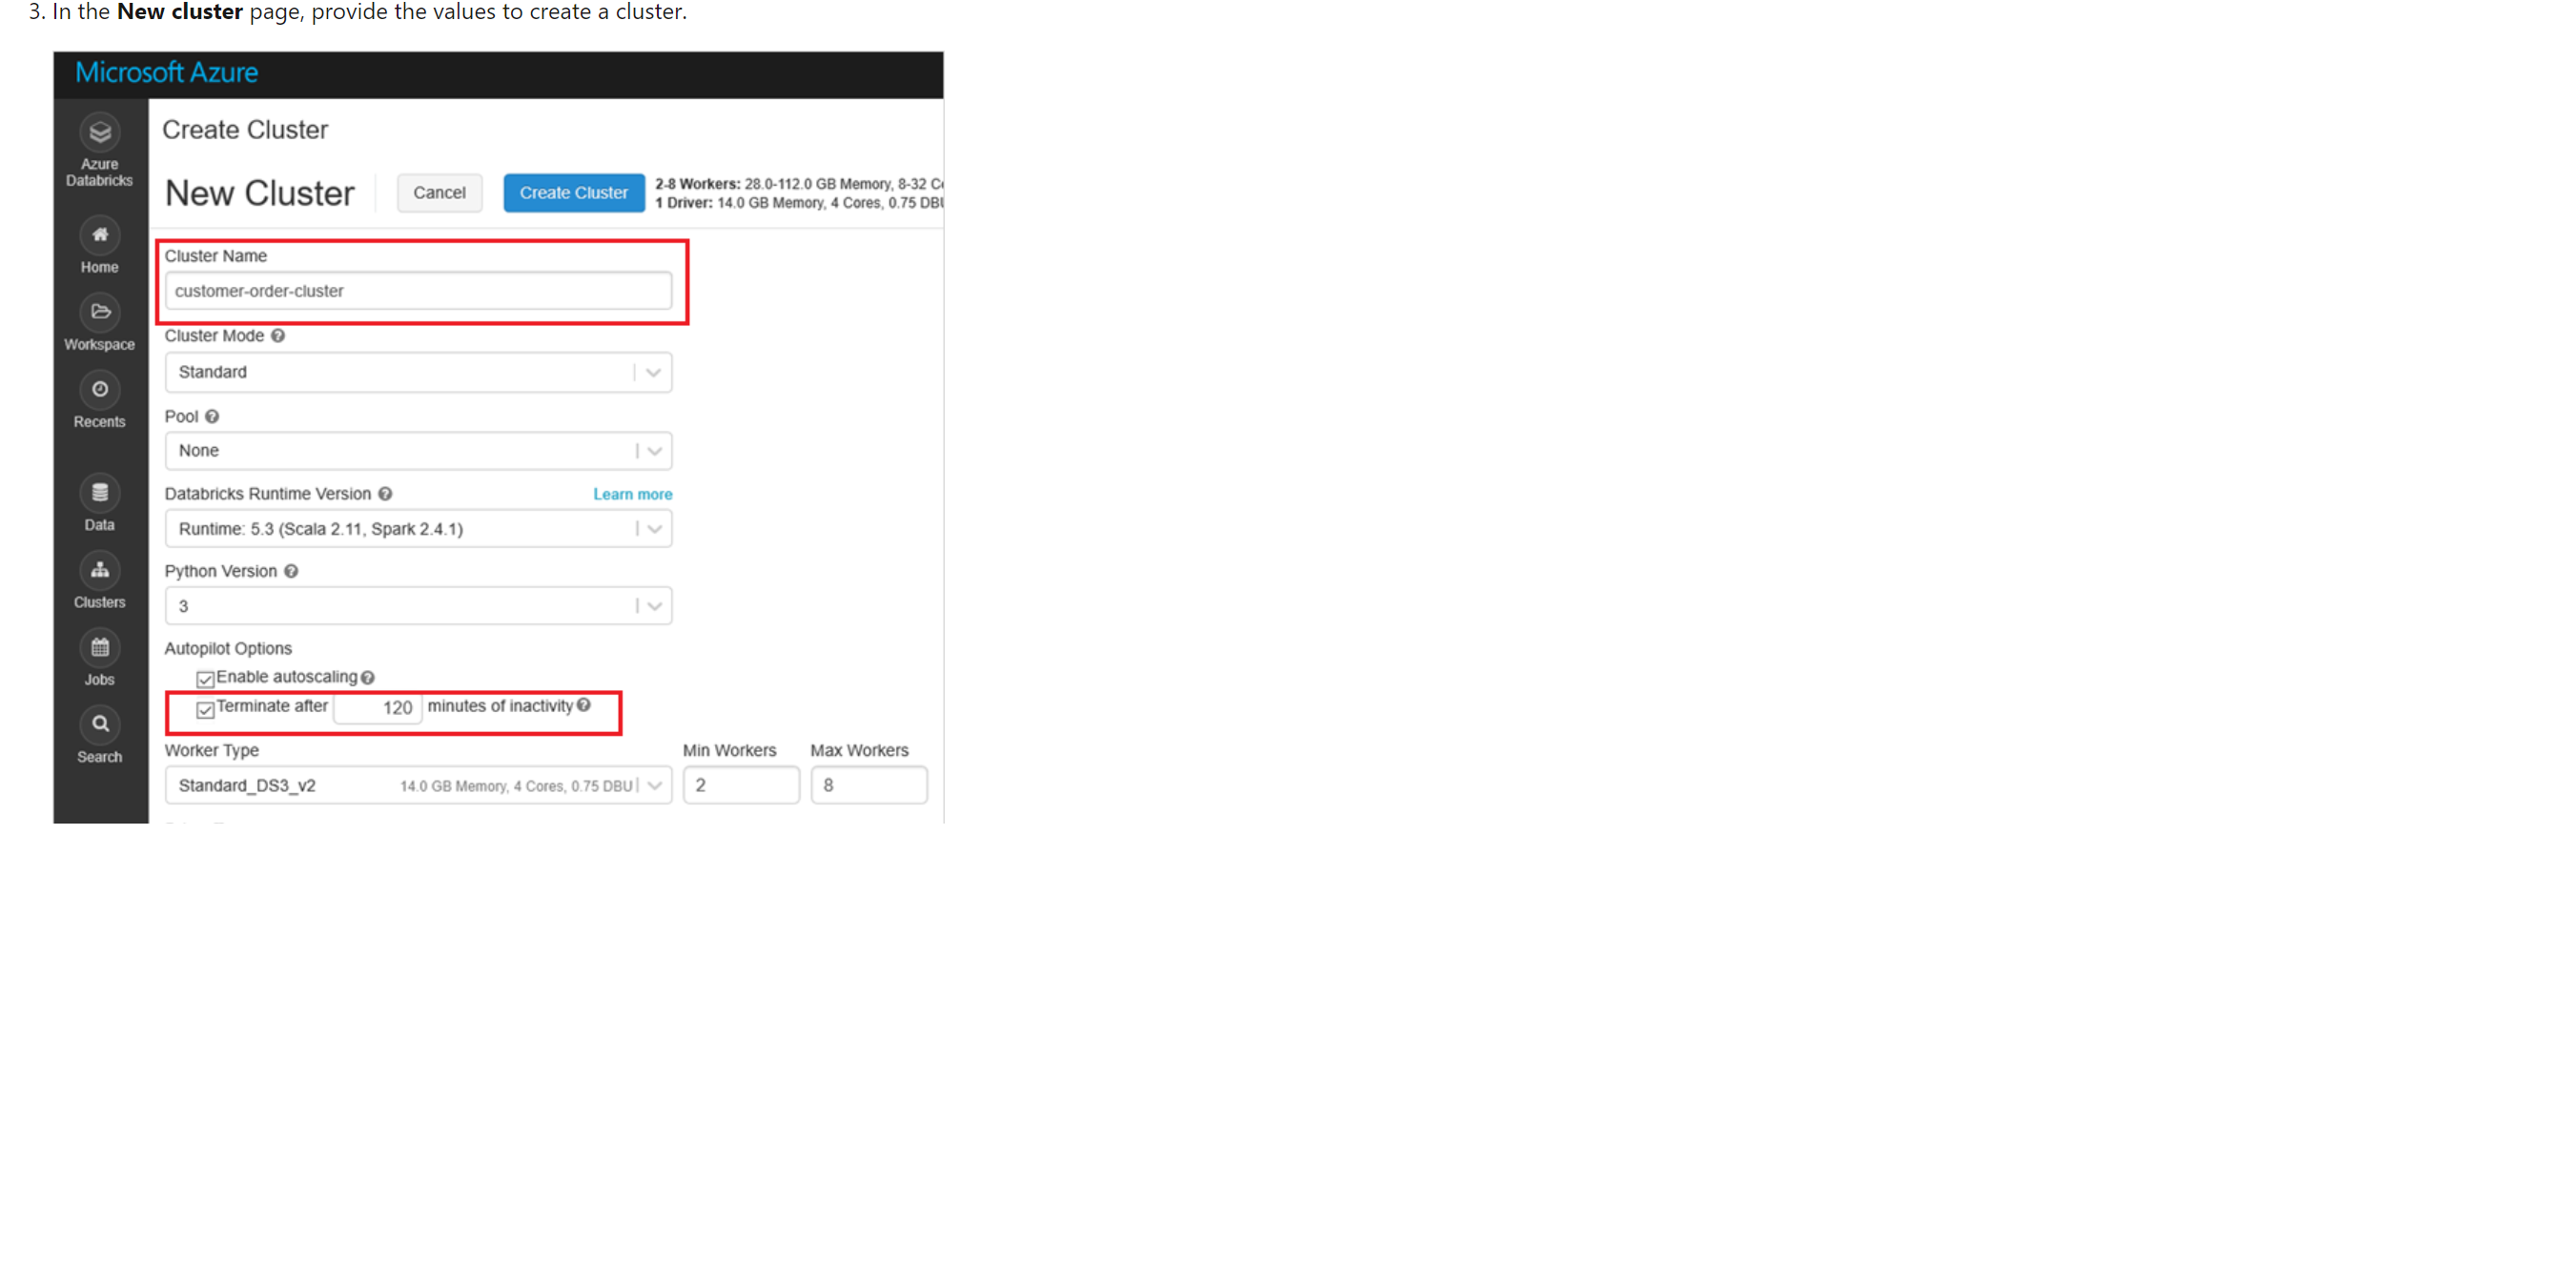 3. In the New cluster page, provide the values to create a cluster.
Microsoft Azure
Azure
Databricks
Home
Workspace
Recents
Data
Clusters
Jobs
Search
Create Cluster
New Cluster
Cancel
Create Cluster
2-8 Workers: 28.0-112.0 GB Memory, 8-32
1 Driver: 14.0 GB Memory, 4 Cores, 0.75
Cluster Name
customer-order-cluster
Cluster Mode
Standard
Pool
None
Databricks Runtime Version Learn more
Runtime: 5.3 (Scala 2.11, Spark 2.4.1)
Python Version
3
Autopilot Options
Enable autoscaling
Terminate after 120 minutes of inactivity
Worker Type Min Workers Max Workers
Standard_DS3_v2 14.0 GB Memory, 4 Cores, 0.75 DBU 2 8